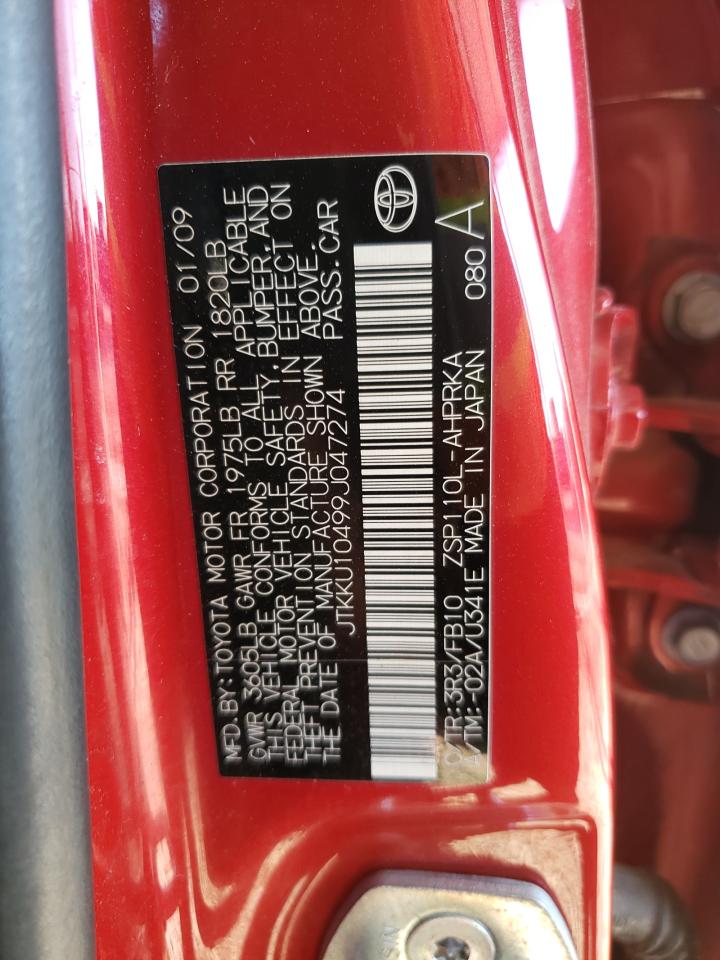 MFD.BY:TOYOTA MOTOR CORPORATION 01/09
GVWR 3605LB GAWR FR 1975LB RR 1820LB
THIS VEHICLE CONFORMS TO ALL APPLICABLE
FEDERAL MOTOR VEHICLE SAFETY,BUMPER,AND
THEFT PREVENTION STANDARDS IN EFFECT ON
THE DATE OF MANUFACTURE SHOWN ABOVE.
JTKKU10499J047274 PASS.CAR
C/TR:3R3/FB10 ZSP110L-AHPRKA 080A
A/TM:-02A/U341E MADE IN JAPAN